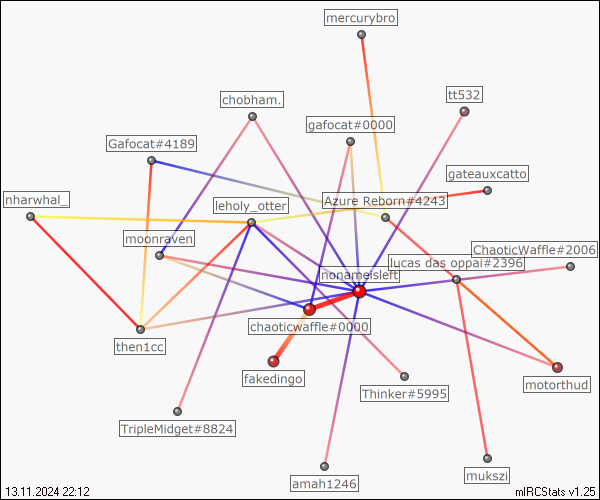 mercurybro
tt532
chobham.
gafocat#0000
Gafocat#4189
gateauxcatto
nharwhal_
leholy_otter
Azure Reborn#4243
moonraven
ChaoticWaffle#2006
lucas das oppai#2396
nonameisleft
chaoticwaffle#0000
then1cc
fakedingo
motorthud
Thinker#5995
TripleMidget#8824
mukszi
amah1246
13.11.2024 22:12
mIRCStats v1.25